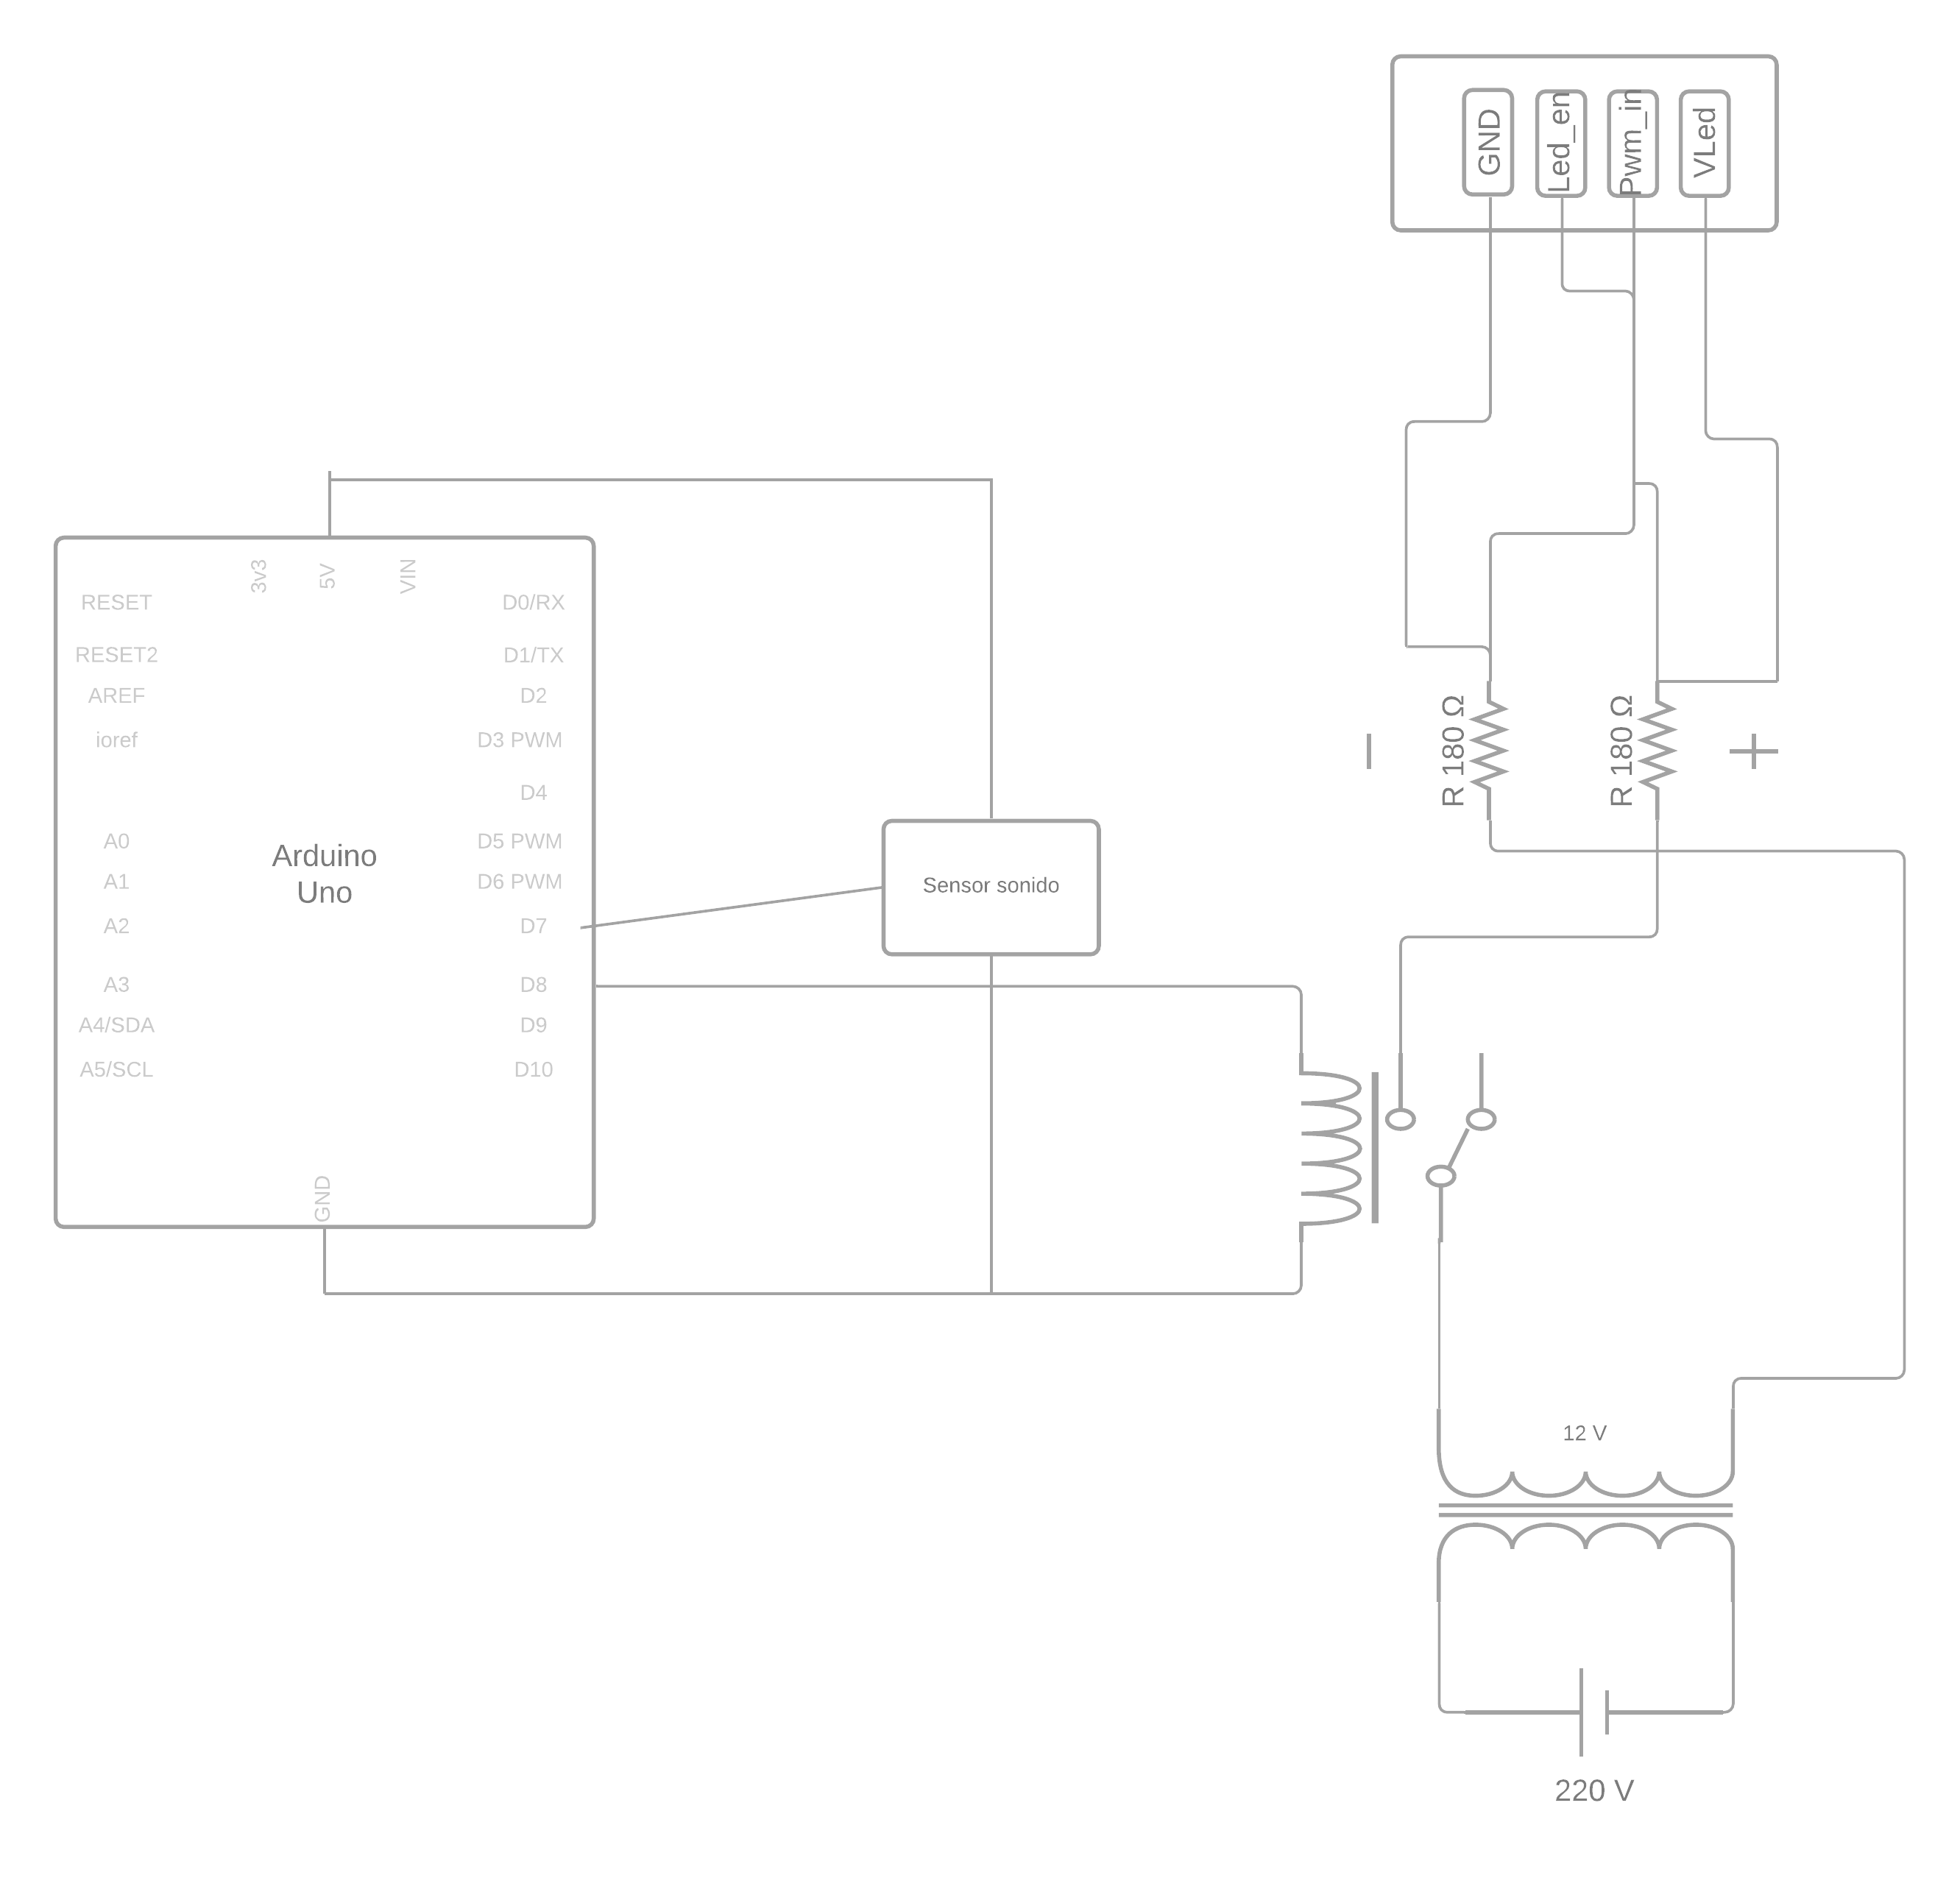 GND
Led_en
Pwm_in
VLed
3v3
5V
VIN
RESET
D0/RX
RESET2
D1/TX
AREF
D2
ioref
D3 PWM
D4
A0
D5 PWM
A1
D6 PWM
A2
D7
A3
D8
A4/SDA
D9
A5/SCL
D10
Arduino
Uno
GND
Sensor sonido
R 180 Ω
R 180 Ω
12 V
220 V